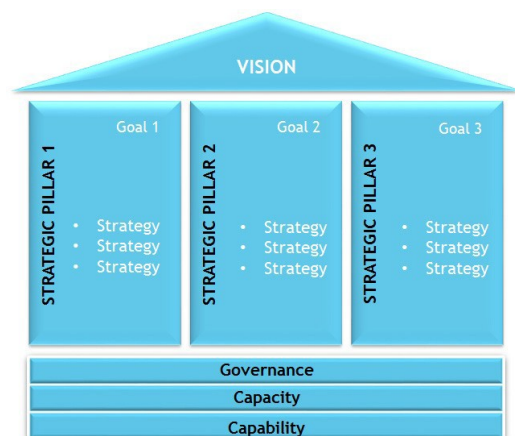 VISION
STRATEGIC PILLAR 1
Goal 1
• Strategy
• Strategy
• Strategy
STRATEGIC PILLAR 2
Goal 2
• Strategy
• Strategy
• Strategy
STRATEGIC PILLAR 3
Goal 3
• Strategy
• Strategy
• Strategy
Governance
Capacity
Capability